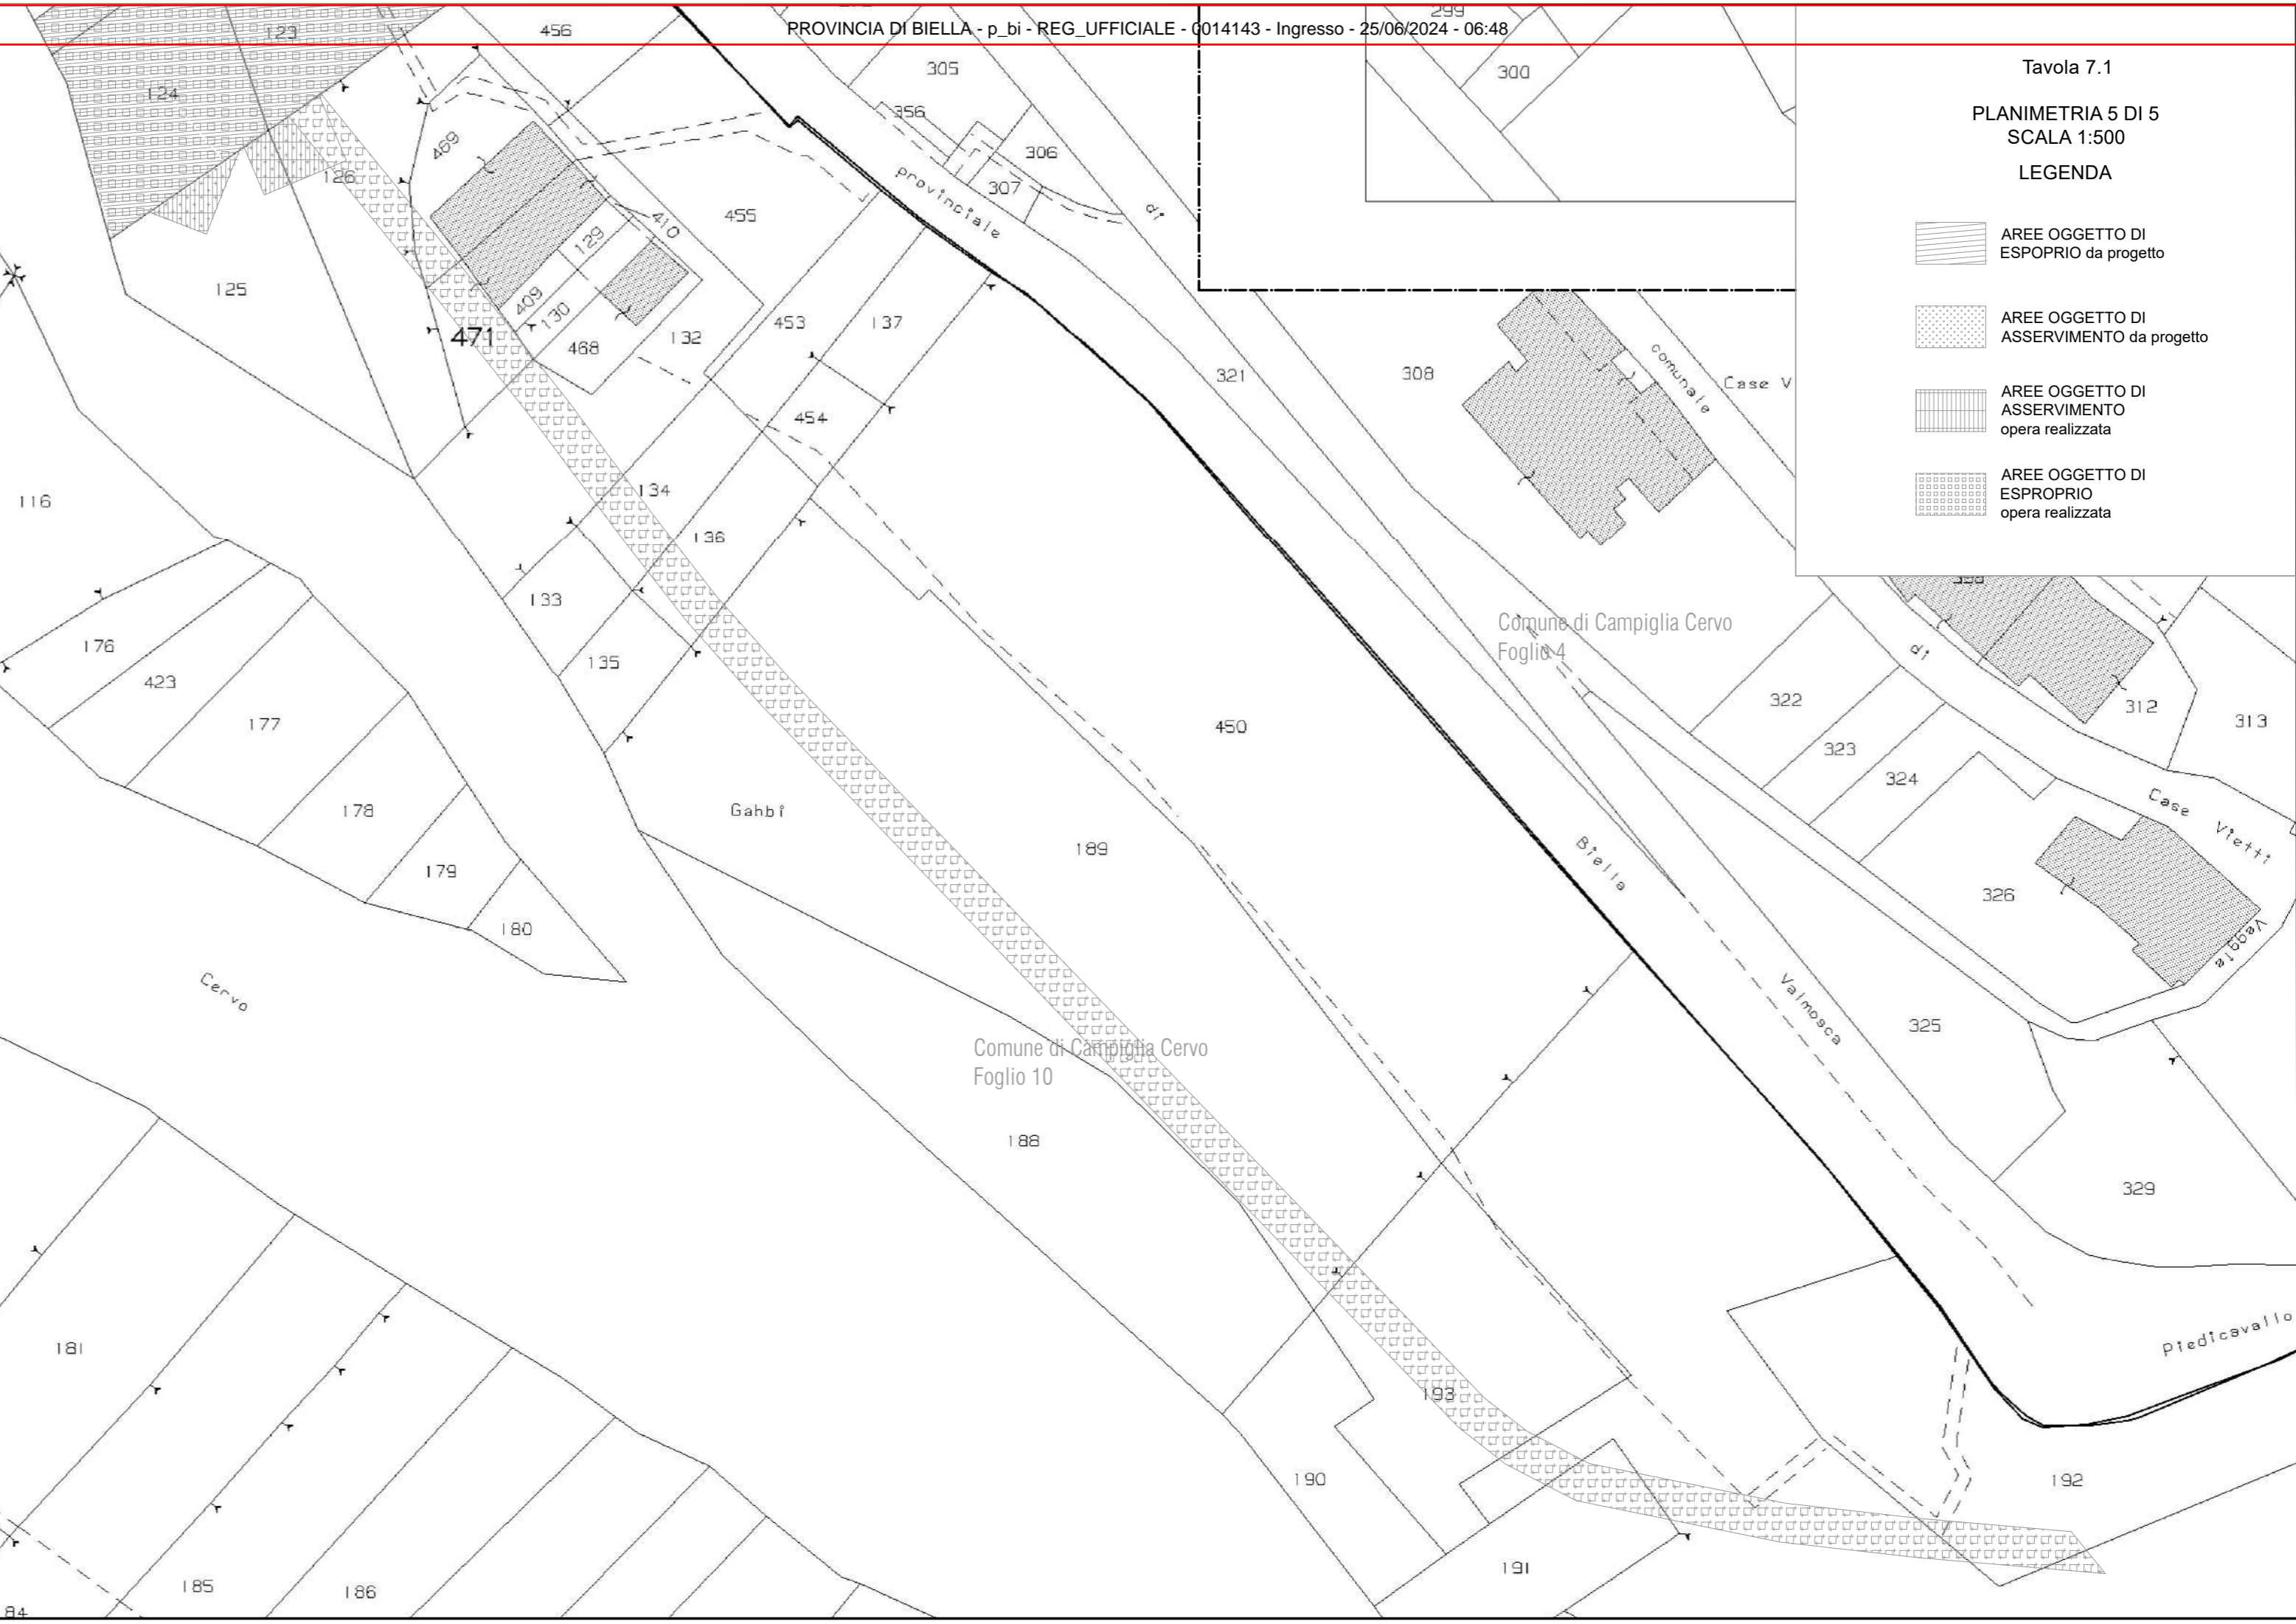 PROVINCIA DI BIELLA - p_bi - REG_UFFICIALE - 0014143 - Ingresso - 25/06/2024 - 06:48
Tavola 7.1
PLANIMETRIA 5 DI 5
SCALA 1:500
LEGENDA
AREE OGGETTO DI
ESPOPRIO da progetto
AREE OGGETTO DI
ASSERVIMENTO da progetto
AREE OGGETTO DI
ASSERVIMENTO
opera realizzata
AREE OGGETTO DI
ESPROPRIO
opera realizzata
123
456
299
305
300
124
356
469
306
126
307
provinciale
di
455
410
129
125
409
130
471
468
132
453
137
321
308
comunale
Case V
454
116
134
136
133
135
Comune di Campiglia Cervo
Foglio 4
176
423
177
178
179
180
450
322
323
324
di
312
313
Gabbi
189
Biella
Case Vietti
326
Veggie
Cervo
Valmosca
325
Comune di Campiglia Cervo
Foglio 10
188
329
181
Piedicavallo
193
190
192
191
185
186
84